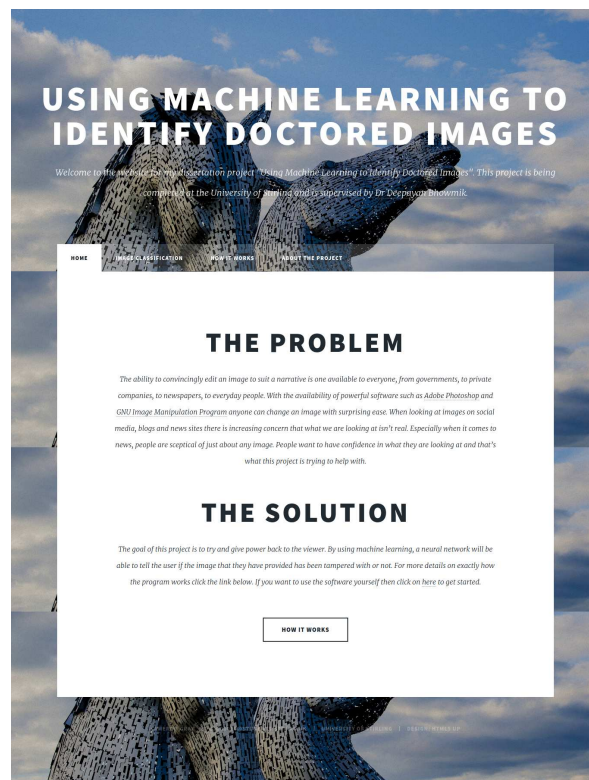 USING MACHINE LEARNING TO
IDENTIFY DOCTORED IMAGES
Welcome to the website for my dissertation project "Using Machine Learning to Identify Doctored Images". This project is being
completed at the University of Stirling and is supervised by Dr Deepayan Bhowmik.
HOME IMAGE CLASSIFICATION HOW IT WORKS ABOUT THE PROJECT
THE PROBLEM
The ability to convincingly edit an image to suit a narrative is one available to everyone, from governments, to private
companies, to newspapers, to everyday people. With the availability of powerful software such as Adobe Photoshop and
GNU Image Manipulation Program anyone can change an image with surprising ease. When looking at images on social
media, blogs and news sites there is increasing concern that what we are looking at isn't real. Especially when it comes to
news, people are sceptical of just about any image. People want to have confidence in what they are looking at and that's
what this project is trying to help with.
THE SOLUTION
The goal of this project is to try and give power back to the viewer. By using machine learning, a neural network will be
able to tell the user if the image that they have provided has been tampered with or not. For more details on exactly how
the program works click the link below. If you want to use the software yourself then click on here to get started.
HOW IT WORKS
UNIVERSITY OF STIRLING | DESIGN: HTML5 UP